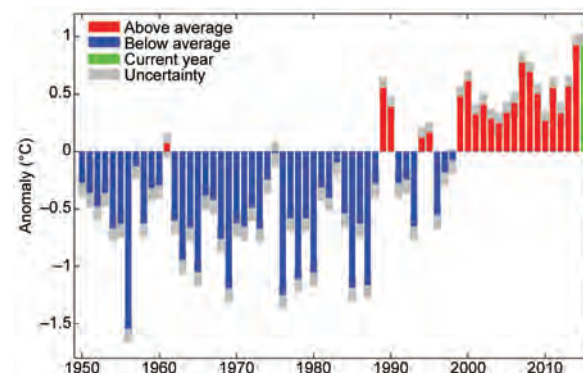 Above average
Below average
Current year
Uncertainty
Anomaly (°C)
1
0.5
0
−0.5
−1
−1.5
1950 1960 1970 1980 1990 2000 2010